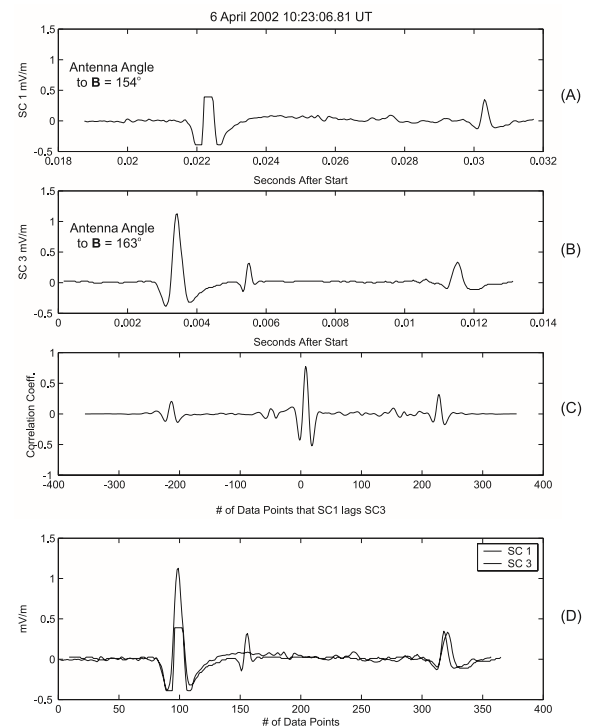 6 April 2002 10:23:06.81 UT
1.5
1
0.5
0
-0.5
SC 1 mV/m
Antenna Angle
to B = 154°
(A)
0.018 0.02 0.022 0.024 0.026 0.028 0.03 0.032
Seconds After Start
1.5
1
0.5
0
-0.5
SC 3 mV/m
Antenna Angle
to B = 163°
(B)
0 0.002 0.004 0.006 0.008 0.01 0.012 0.014
Seconds After Start
1
0.5
0
-0.5
-1
Correlation Coeff.
(C)
-400 -300 -200 -100 0 100 200 300 400
# of Data Points that SC1 lags SC3
1.5
1
0.5
0
-0.5
mV/m
SC 1
SC 3
(D)
0 50 100 150 200 250 300 350 400
# of Data Points